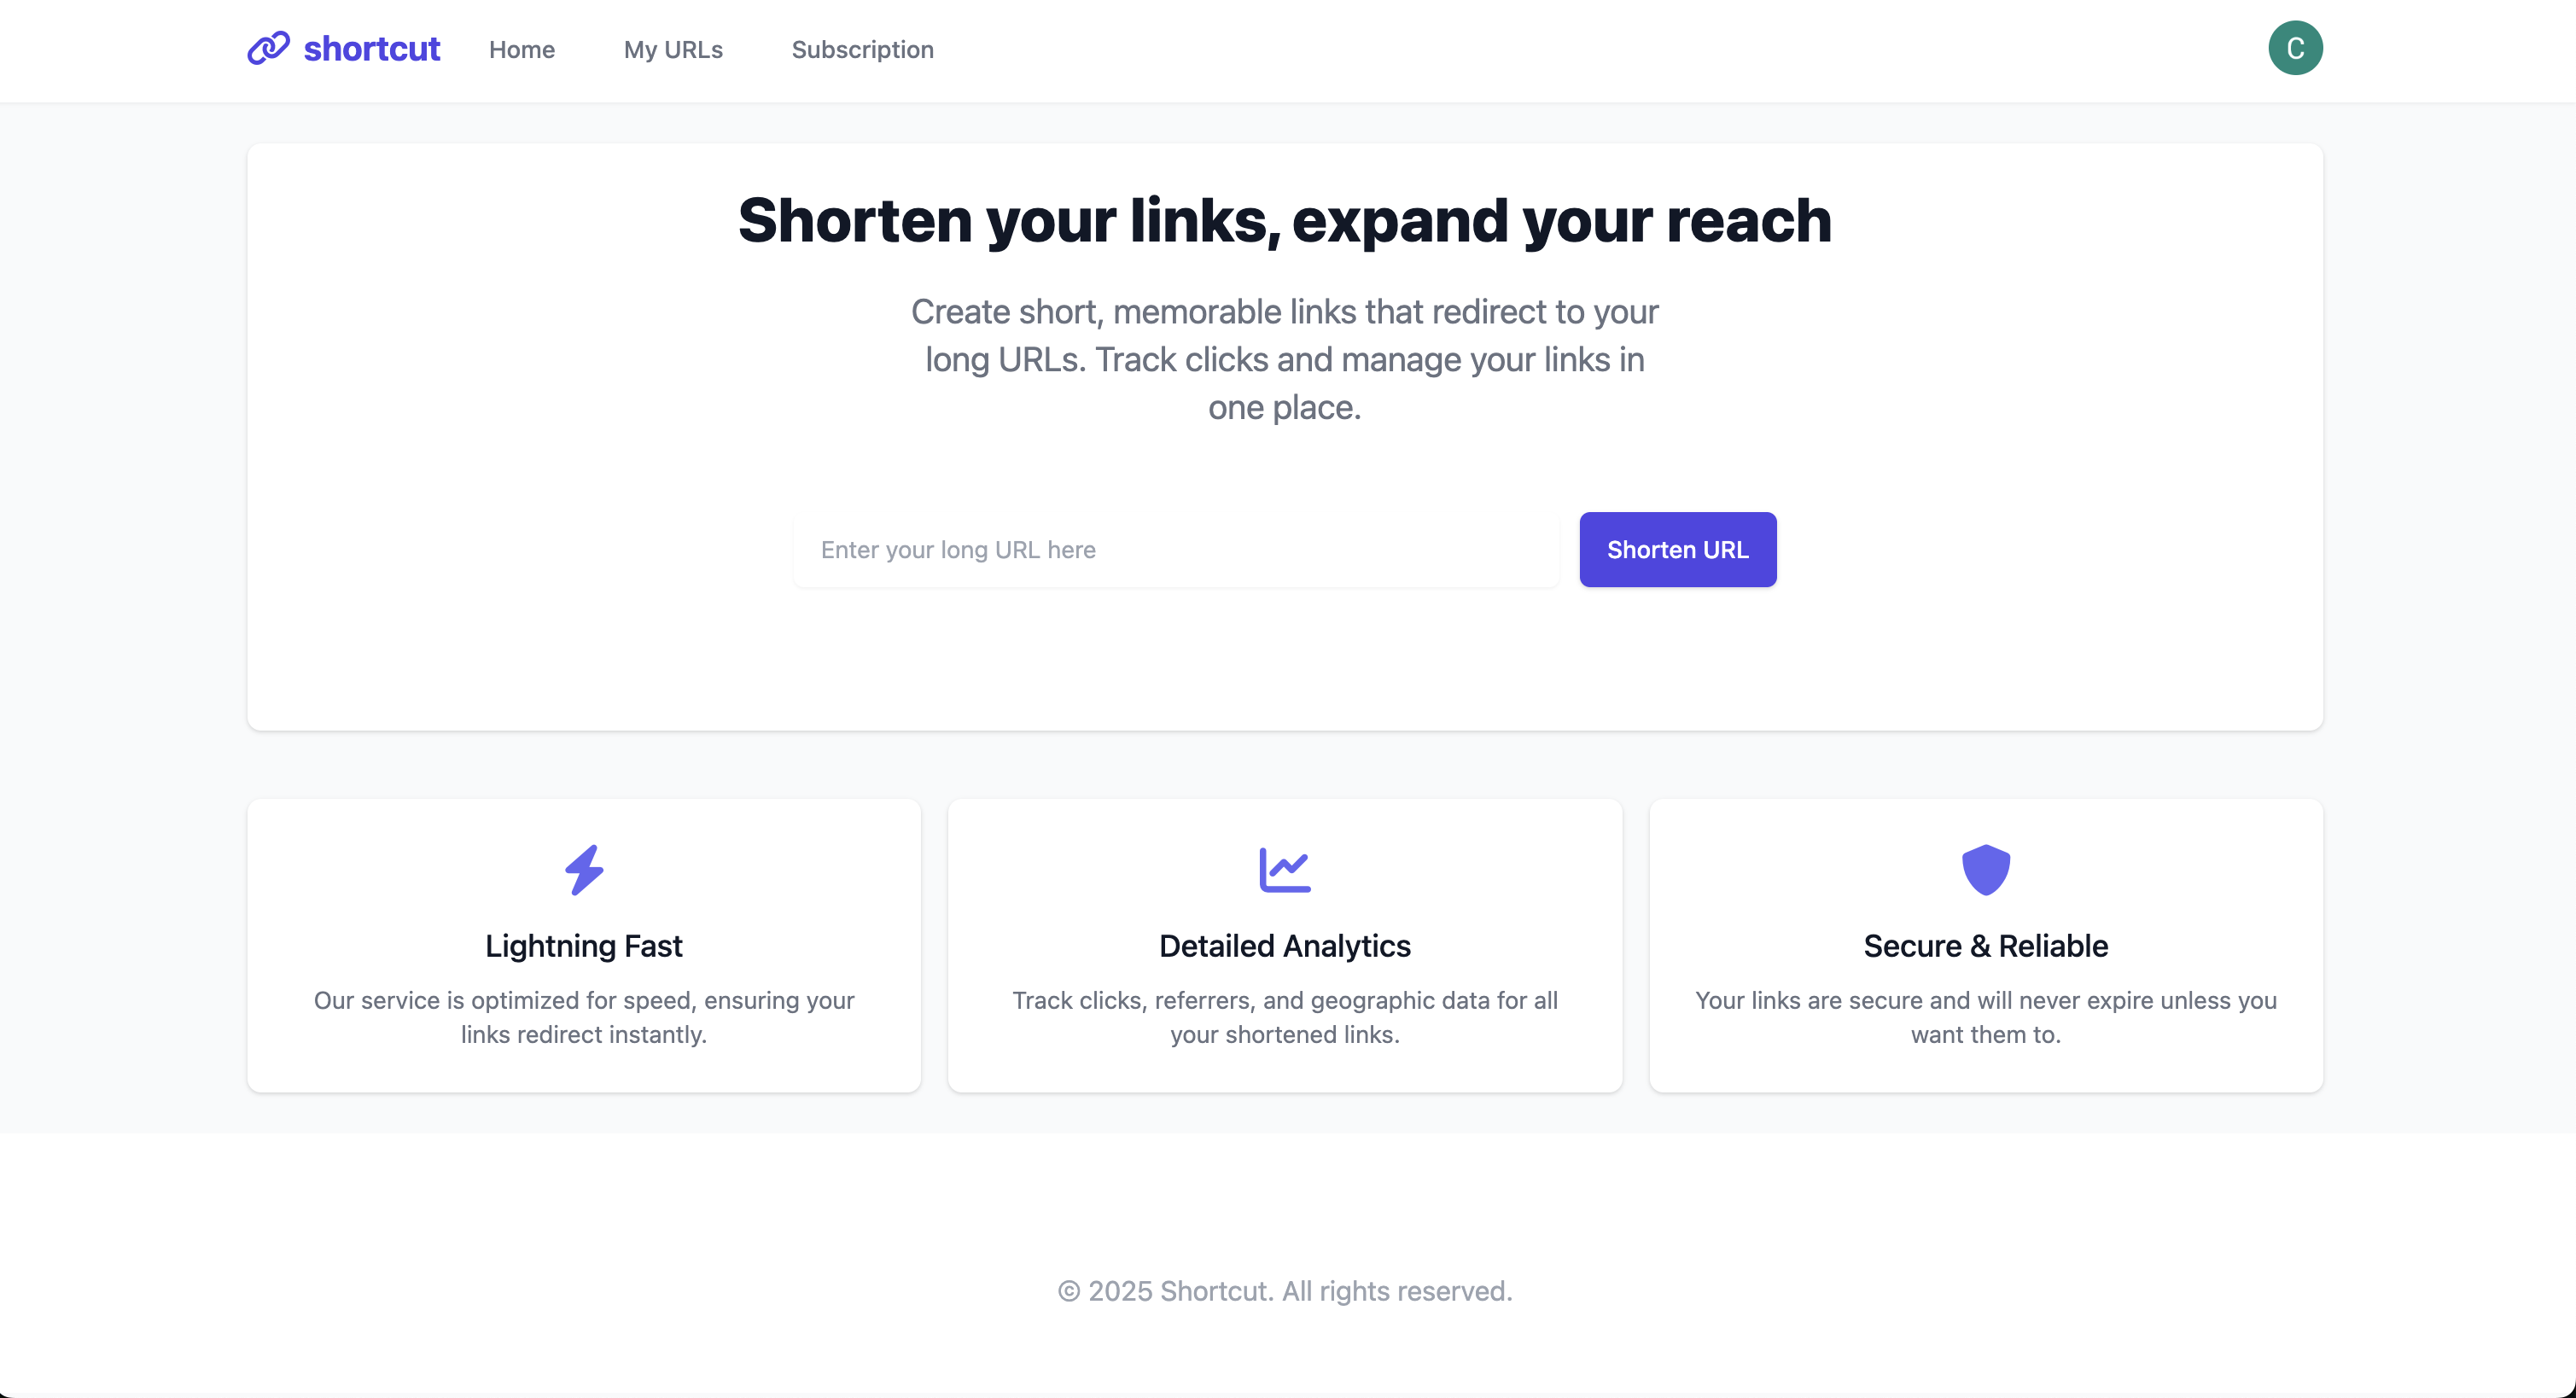 shortcut
Home
My URLs
Subscription
C
Shorten your links, expand your reach
Create short, memorable links that redirect to your
long URLs. Track clicks and manage your links in
one place.
Enter your long URL here
Shorten URL
Lightning Fast
Our service is optimized for speed, ensuring your
links redirect instantly.
Detailed Analytics
Track clicks, referrers, and geographic data for all
your shortened links.
Secure & Reliable
Your links are secure and will never expire unless you
want them to.
© 2025 Shortcut. All rights reserved.